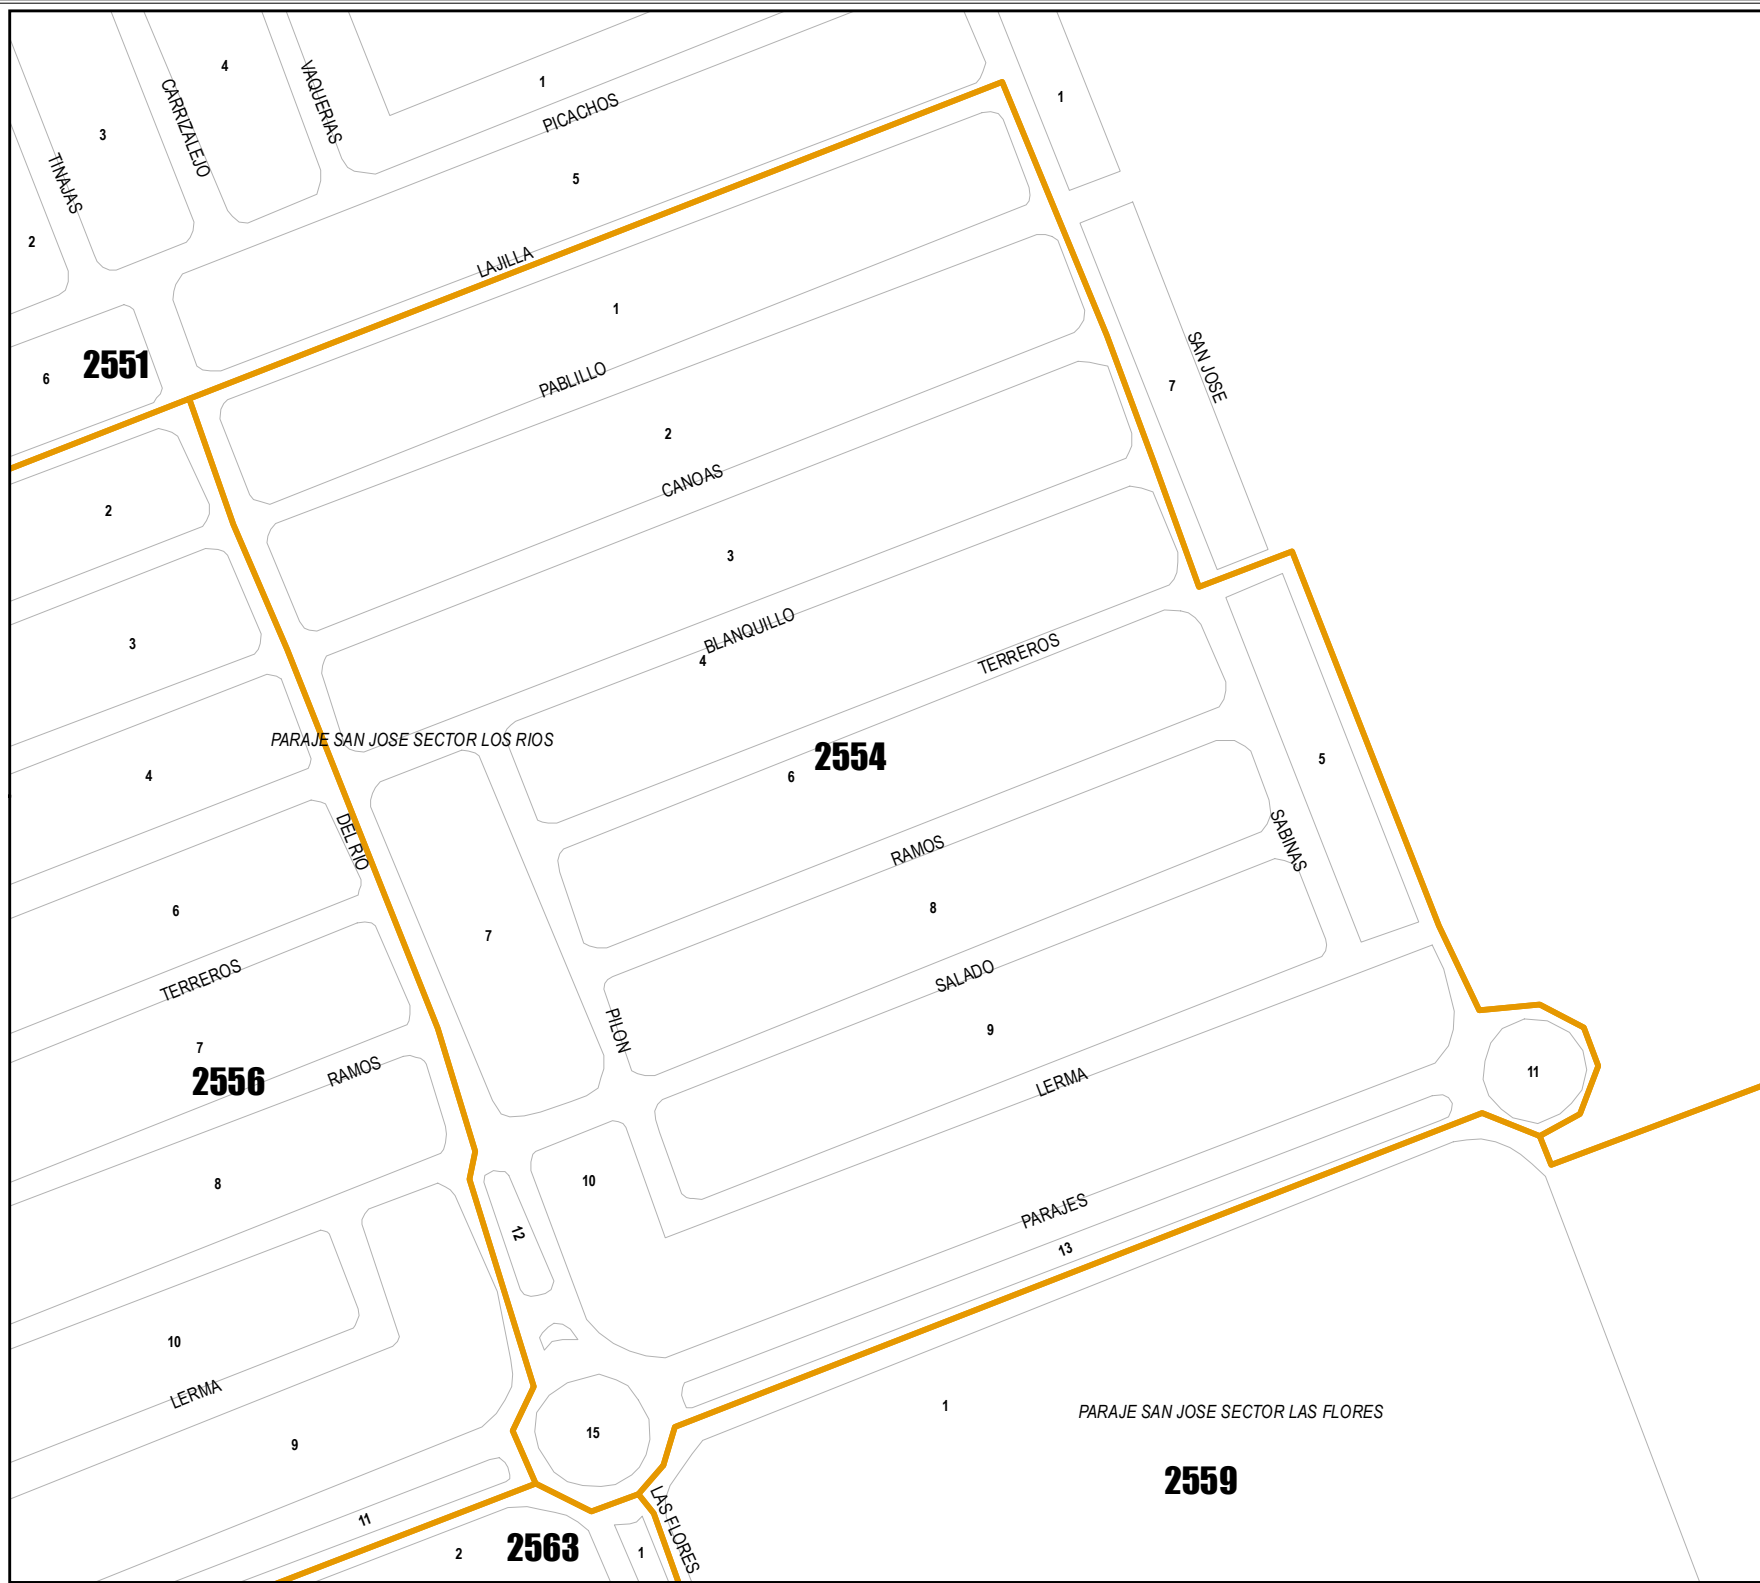 4
VAQUERIAS
1
1
CARRIZALEJO
PICACHOS
3
TINAJAS
5
2
LAJILLA
1
2551
SAN JOSE
6
PABLILLO
7
2
CANOAS
2
3
BLANQUILLO
3
4
TERREROS
PARAJE SAN JOSE SECTOR LOS RIOS
2554
5
4
6
DEL RIO
SABINAS
RAMOS
6
8
7
TERREROS
SALADO
PILON
9
7
RAMOS
2556
LERMA
11
8
10
PARAJES
12
13
10
LERMA
1
PARAJE SAN JOSE SECTOR LAS FLORES
15
9
2559
11
LAS FLORES
2
2563
1